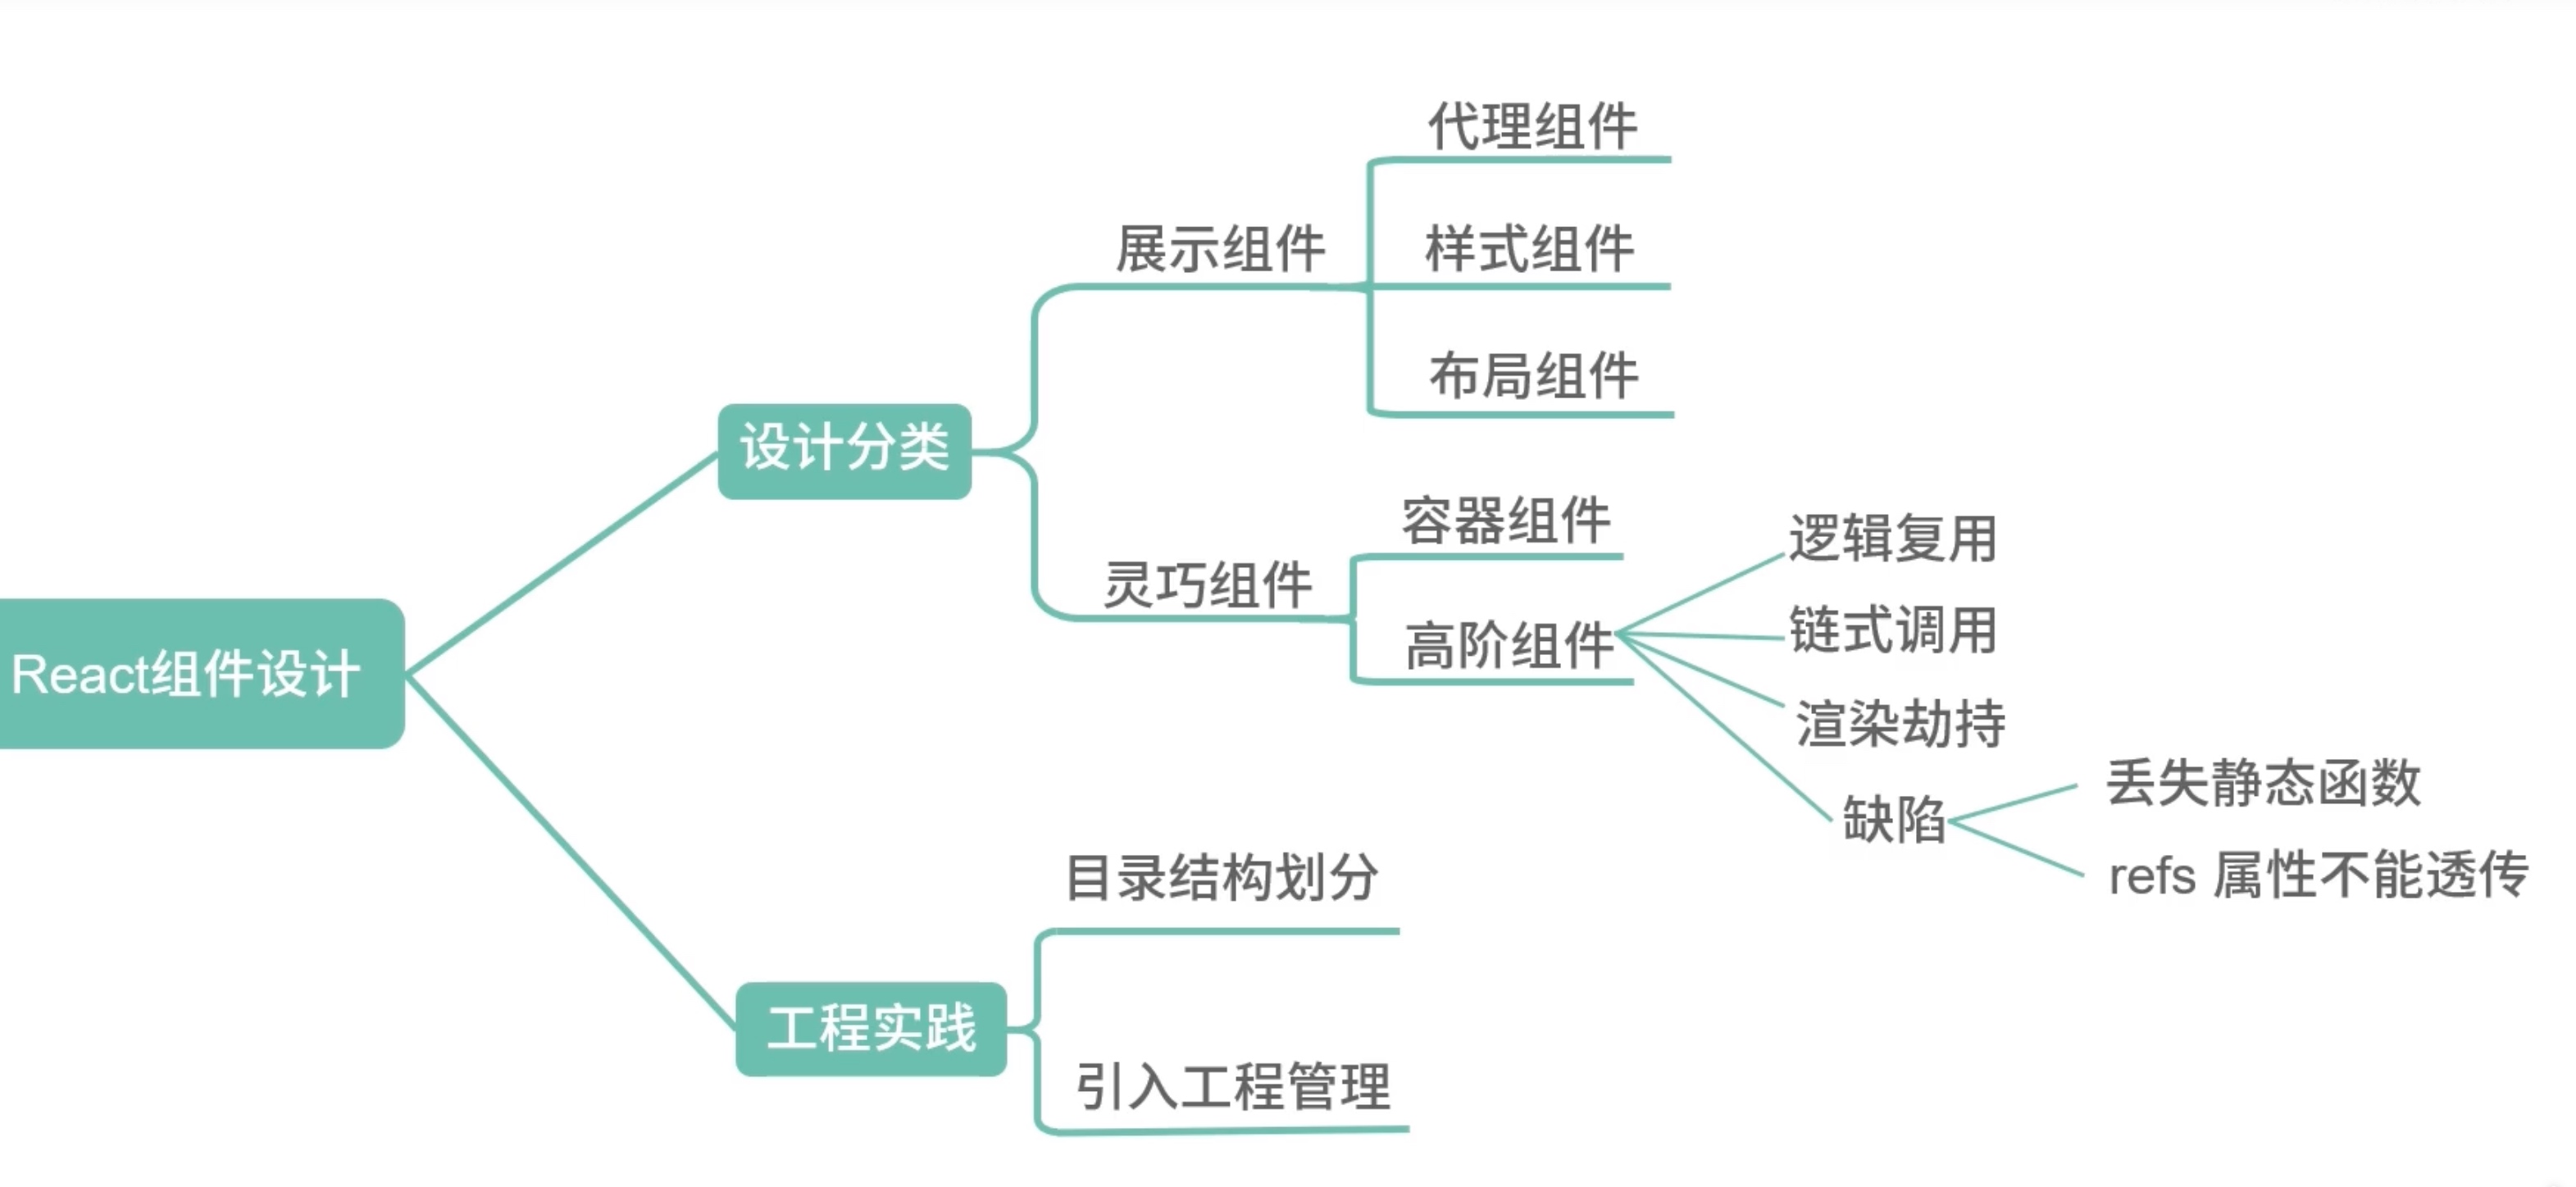 React组件设计
设计分类
展示组件
代理组件
样式组件
布局组件
灵巧组件
容器组件
高阶组件
逻辑复用
链式调用
渲染劫持
缺陷
丢失静态函数
refs 属性不能透传
工程实践
目录结构划分
引入工程管理